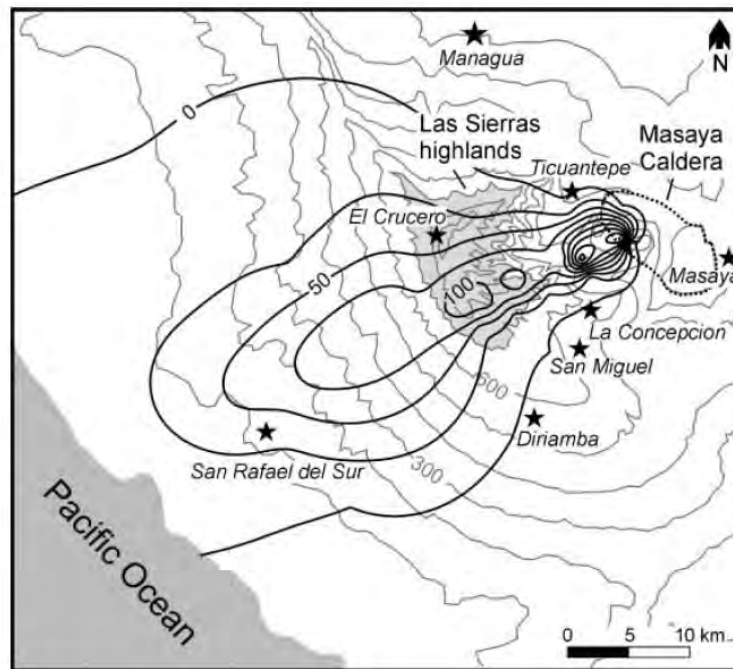 Managua
N
0
Las Sierras
highlands
Masaya
Caldera
Ticuantepe
El Crucero
50
100
Masaya
La Concepcion
San Miguel
600
Diriamba
San Rafael del Sur
300
Pacific Ocean
0 5 10 km